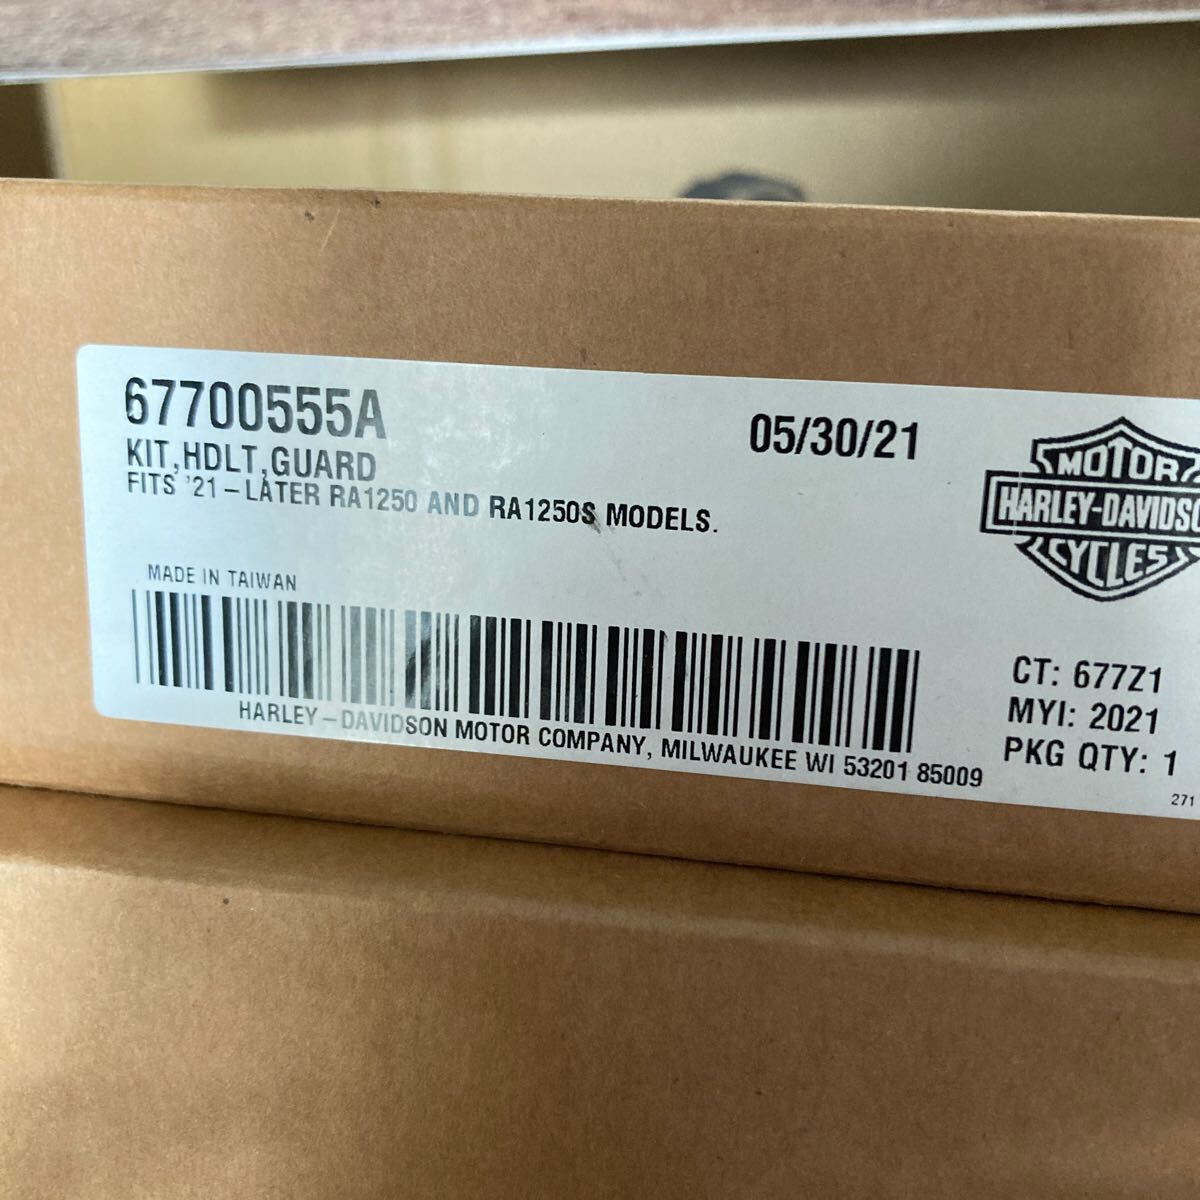 67700555A
05/30/21
KIT,HDLT,GUARD
FITS '21–LATER RA1250 AND RA1250S MODELS.
MOTOR
HARLEY-DAVIDSO
CYCLES
MADE IN TAIWAN
HARLEY–DAVIDSON MOTOR COMPANY, MILWAUKEE WI 53201 85009
CT: 677Z1
MYI: 2021
PKG QTY: 1
271